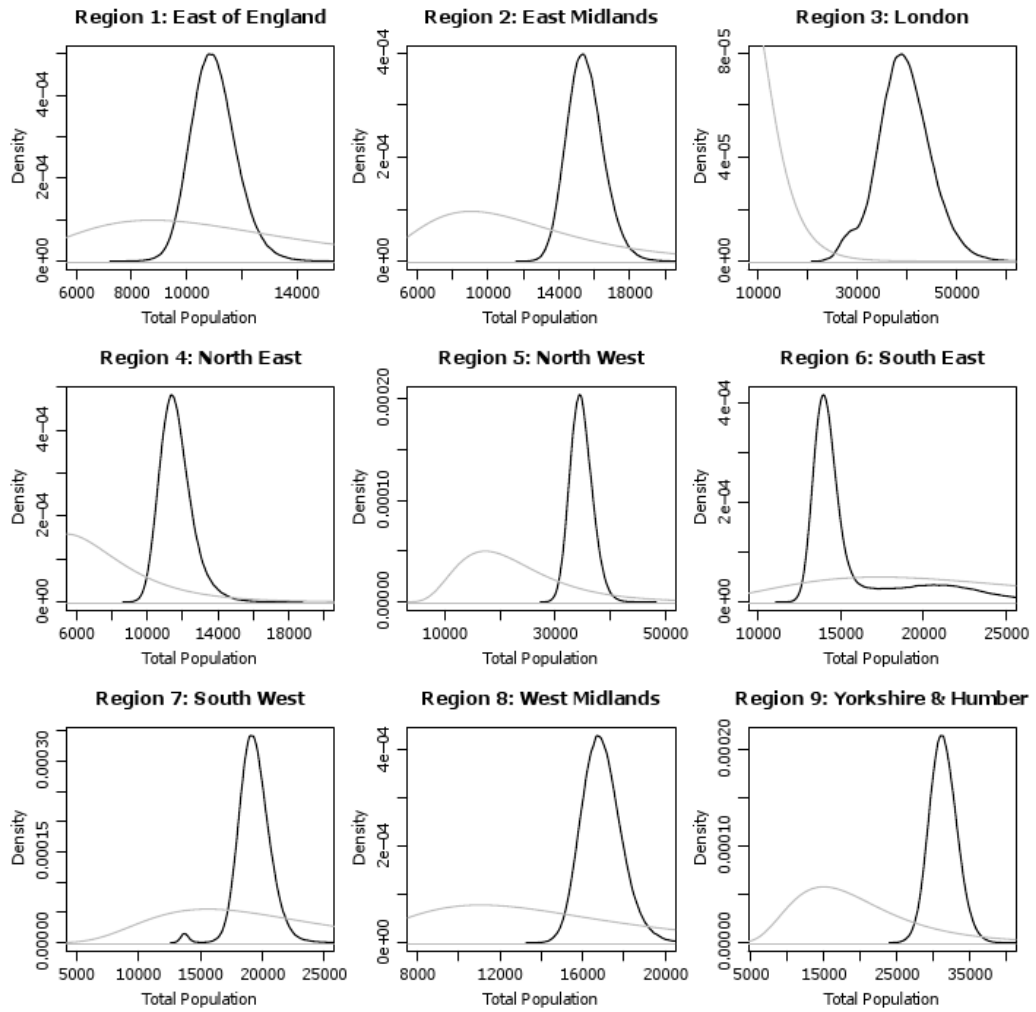 Region 1: East of England
Region 2: East Midlands
Region 3: London
Density
0e+00 2e−04 4e−04
6000 10000 14000
Total Population
Density
0e+00 2e−04 4e−04
6000 10000 14000 18000
Total Population
Density
0e+00 4e−05 8e−05
10000 30000 50000
Total Population
Region 4: North East
Region 5: North West
Region 6: South East
Density
0e+00 2e−04 4e−04
6000 10000 14000 18000
Total Population
Density
0.00000 0.00010 0.00020
10000 30000 50000
Total Population
Density
0e+00 2e−04 4e−04
10000 15000 20000 25000
Total Population
Region 7: South West
Region 8: West Midlands
Region 9: Yorkshire & Humber
Density
0.00000 0.00015 0.00030
5000 10000 15000 20000 25000
Total Population
Density
0e+00 2e−04 4e−04
8000 12000 16000 20000
Total Population
Density
0.00000 0.00010 0.00020
5000 15000 25000 35000
Total Population